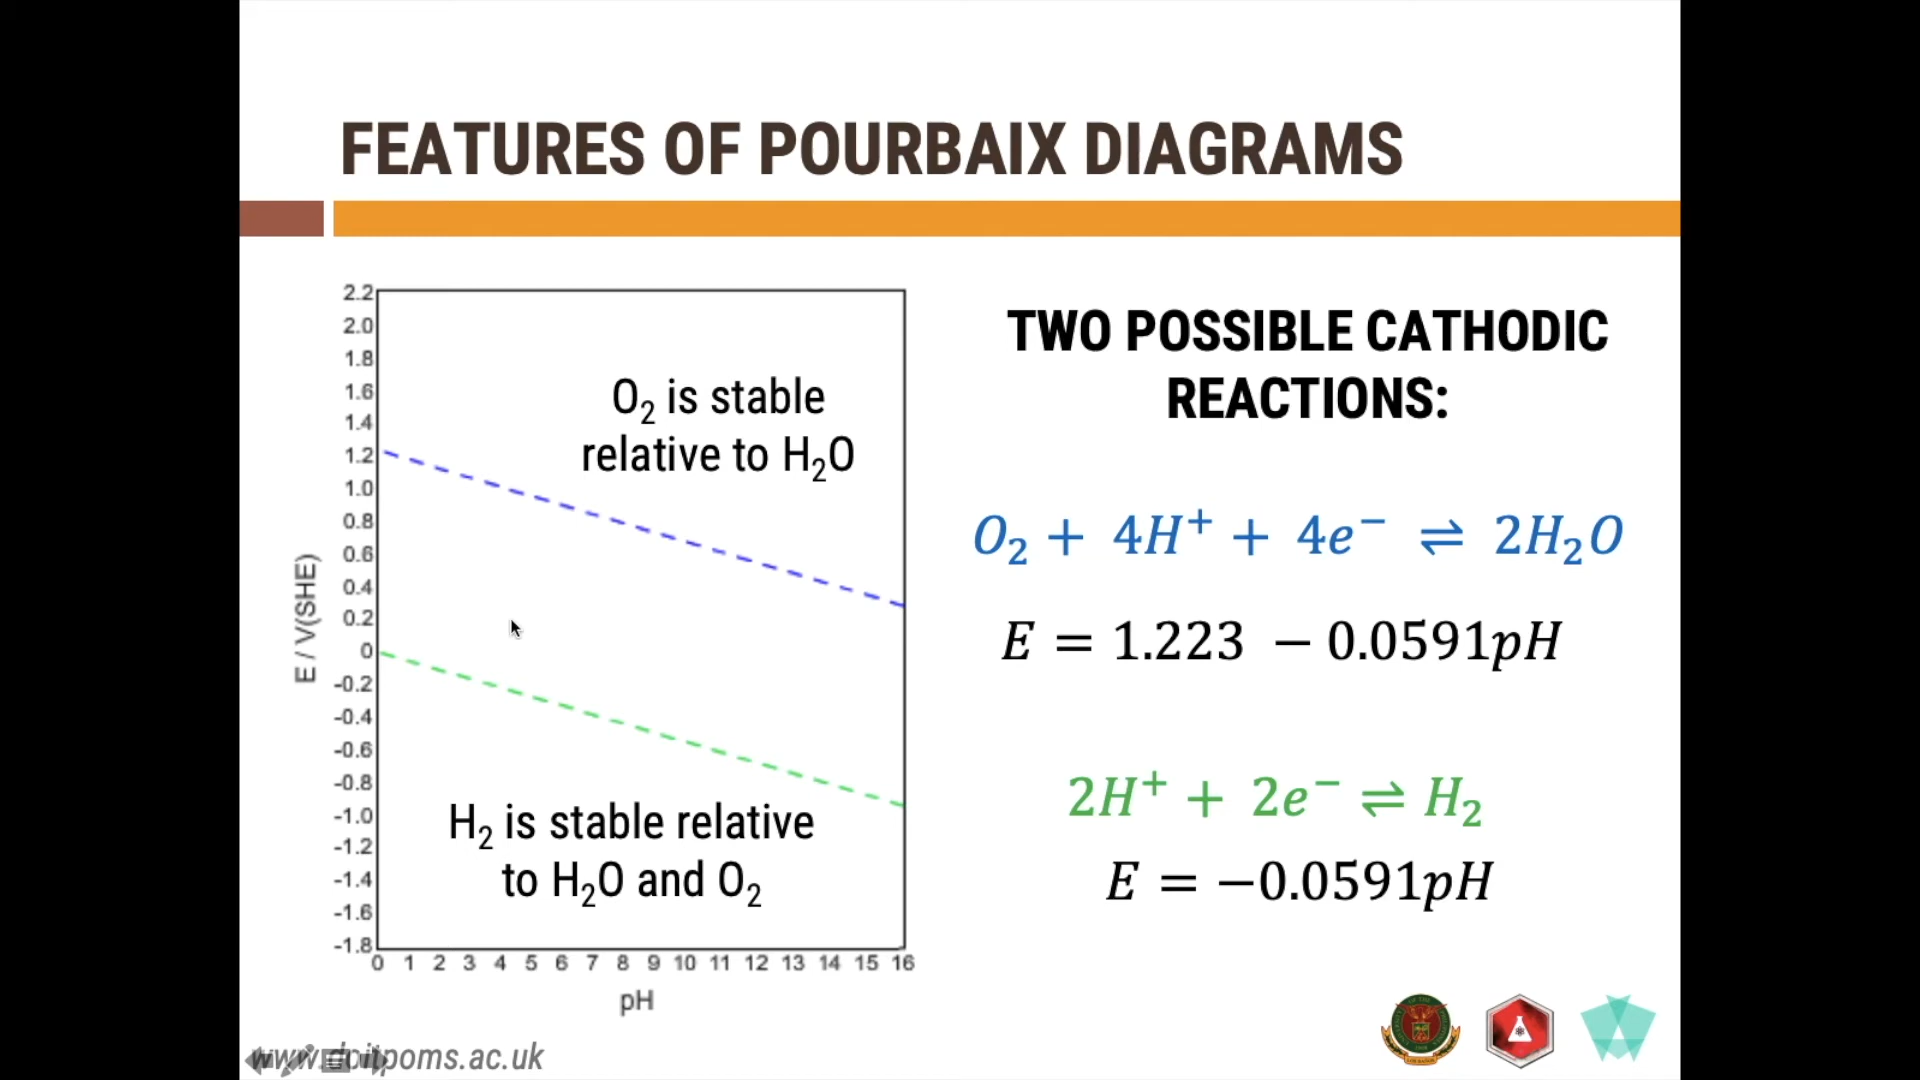 FEATURES OF POURBAIX DIAGRAMS
2.2
2.0
1.8
1.6
1.4
1.2
1.0
0.8
0.6
0.4
0.2
0
-0.2
-0.4
-0.6
-0.8
-1.0
-1.2
-1.4
-1.6
-1.8
E / V(SHE)
O₂ is stable
relative to H₂O
H₂ is stable relative
to H₂O and O₂
0 1 2 3 4 5 6 7 8 9 10 11 12 13 14 15 16
pH
TWO POSSIBLE CATHODIC
REACTIONS:
O₂ + 4H⁺ + 4e⁻ ⇌ 2H₂O
E = 1.223 − 0.0591pH
2H⁺ + 2e⁻ ⇌ H₂
E = −0.0591pH
www.doitpoms.ac.uk